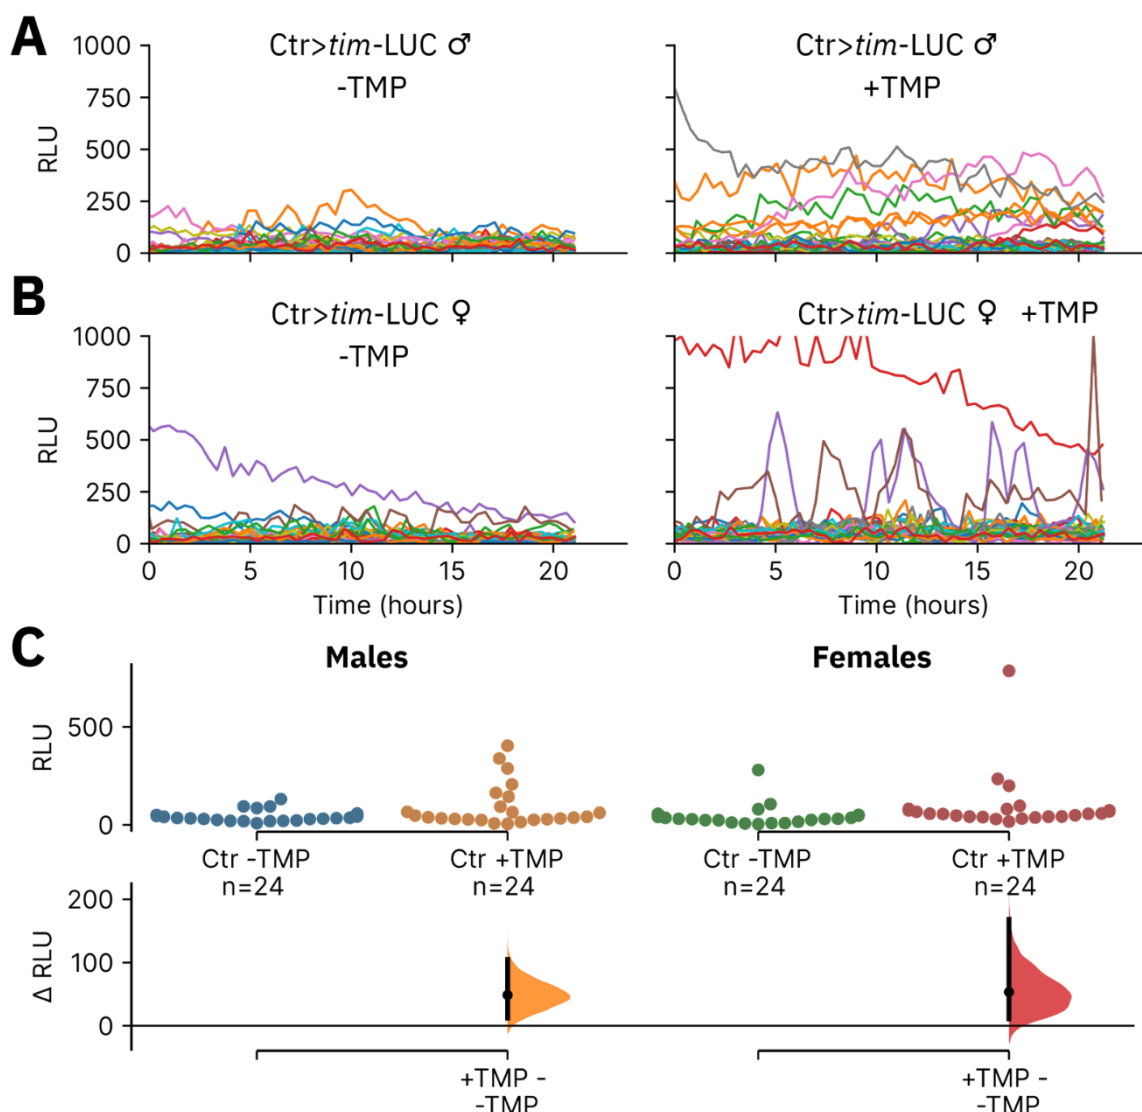 A
Ctr>tim-LUC ♂
-TMP
Ctr>tim-LUC ♂
+TMP
RLU
1000
750
500
250
0
B
Ctr>tim-LUC ♀
-TMP
Ctr>tim-LUC ♀ +TMP
RLU
1000
750
500
250
0
0 5 10 15 20
0 5 10 15 20
Time (hours)
Time (hours)
C
Males
Females
RLU
500
0
Ctr -TMP
n=24
Ctr +TMP
n=24
Ctr -TMP
n=24
Ctr +TMP
n=24
Δ RLU
200
100
0
+TMP -
-TMP
+TMP -
-TMP